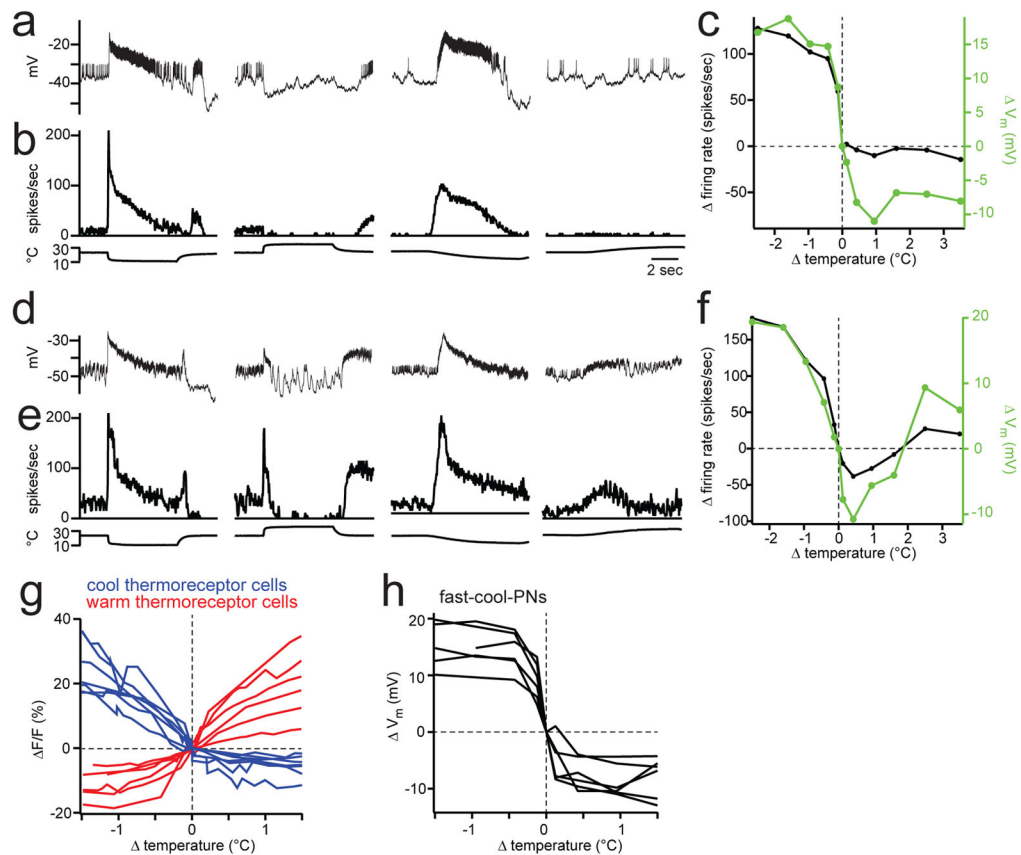 a
mV
-20
-40
b
spikes/sec
200
100
0
°C
30
10
2 sec
c
Δ firing rate (spikes/sec)
100
50
0
-50
-2
-1
0
1
2
3
Δ temperature (°C)
15
10
5
0
-5
-10
Δ Vm (mV)
d
mV
-30
-50
e
spikes/sec
200
100
0
°C
30
10
f
Δ firing rate (spikes/sec)
150
100
50
0
-50
-100
-2
-1
0
1
2
3
Δ temperature (°C)
20
10
0
-10
Δ Vm (mV)
g
cool thermoreceptor cells
warm thermoreceptor cells
ΔF/F (%)
40
20
0
-20
-1
0
1
Δ temperature (°C)
h
fast-cool-PNs
Δ Vm (mV)
20
10
0
-10
-1
0
1
Δ temperature (°C)